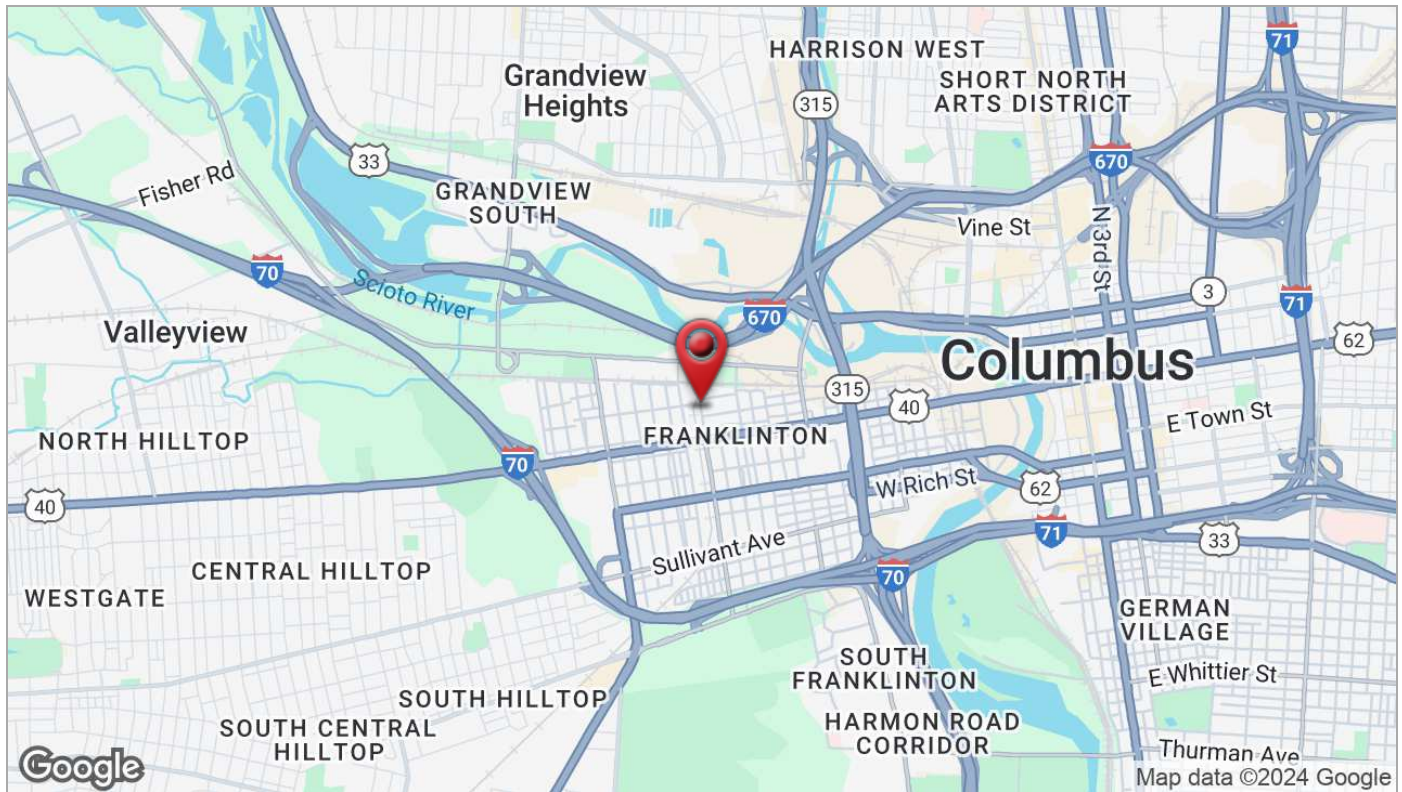 HARRISON WEST
71
Grandview
Heights
SHORT NORTH
ARTS DISTRICT
315
33
670
Fisher Rd
GRANDVIEW
SOUTH
Vine St
N 3rd St
70
Scioto River
3
71
670
Valleyview
62
Columbus
315
40
E Town St
NORTH HILLTOP
FRANKLINTON
70
40
W Rich St
62
71
33
Sullivant Ave
CENTRAL HILLTOP
70
WESTGATE
GERMAN
VILLAGE
SOUTH
FRANKLINTON
E Whittier St
SOUTH HILLTOP
SOUTH CENTRAL
HILLTOP
HARMON ROAD
CORRIDOR
Thurman Ave
Google
Map data ©2024 Google